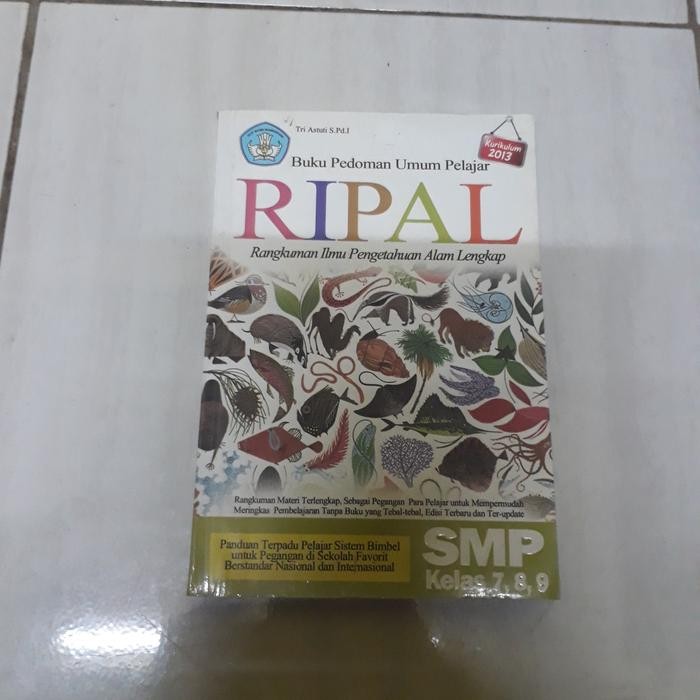 Tri Astuti S.Pd.I
Kurikulum
2013
Buku Pedoman Umum Pelajar
RIPAL
Rangkuman Ilmu Pengetahuan Alam Lengkap
Rangkuman Materi Terlengkap, Sebagai Pegangan Para Pelajar untuk Mempermudah
Meringkas Pembelajaran Tanpa Buku yang Tebal-tebal, Edisi Terbaru dan Ter-update
Panduan Terpadu Pelajar Sistem Bimbel
untuk Pegangan di Sekolah Favorit
Berstandar Nasional dan Internasional
SMP
Kelas 7, 8, 9